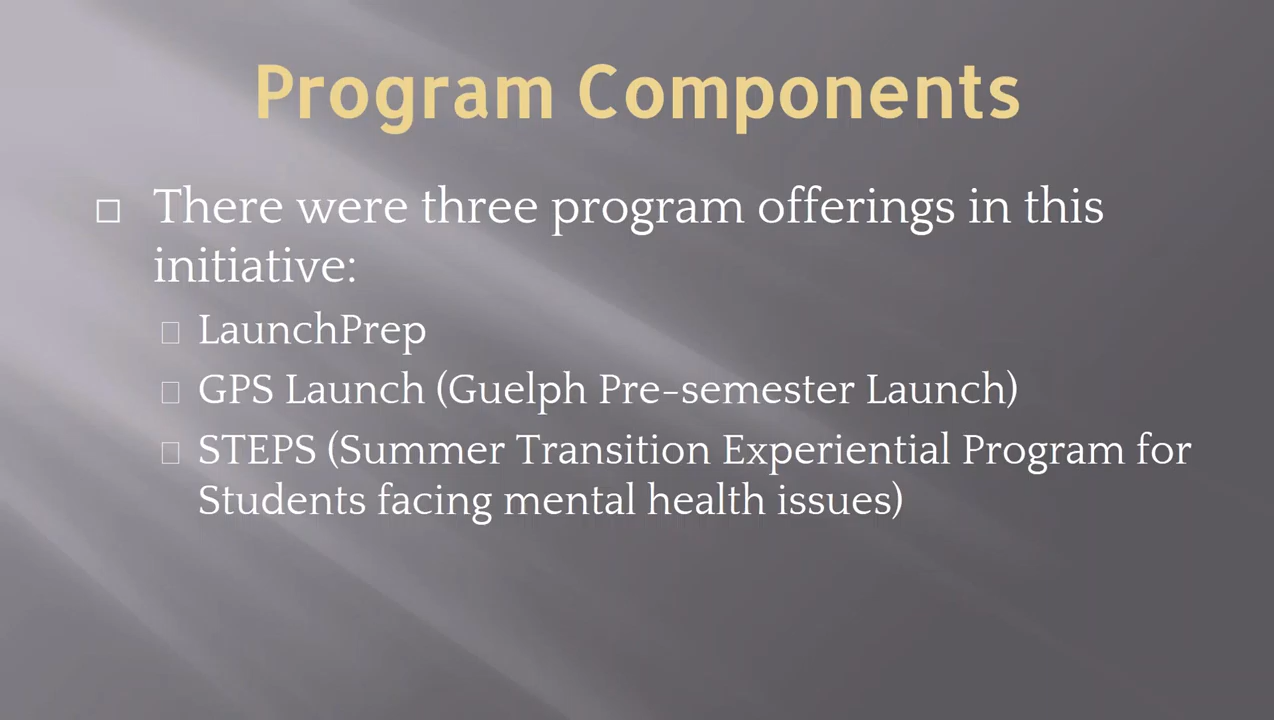 Program Components
There were three program offerings in this
initiative:
LaunchPrep
GPS Launch (Guelph Pre-semester Launch)
STEPS (Summer Transition Experiential Program for
Students facing mental health issues)